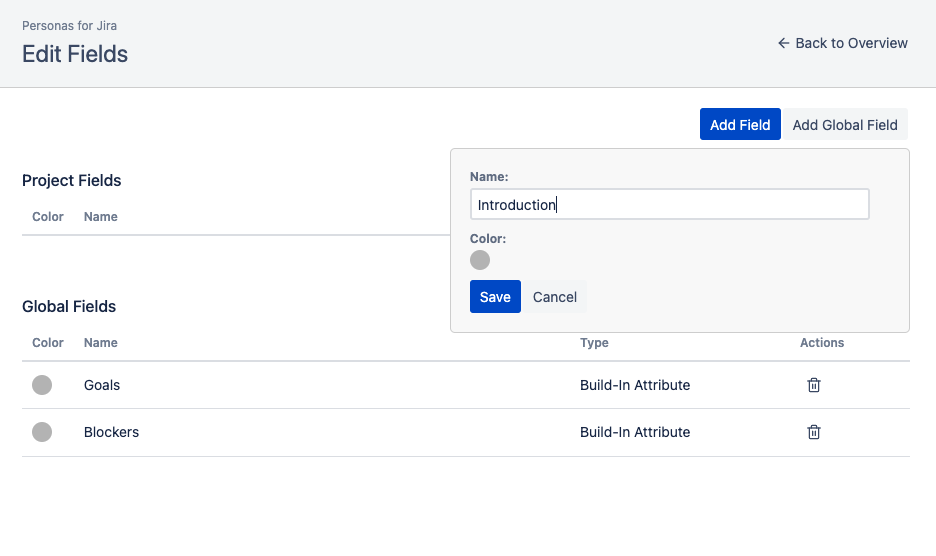 Personas for Jira
Edit Fields
← Back to Overview
Add Field
Add Global Field
Name:
Introduction
Color:
Save
Cancel
Project Fields
Color
Name
Global Fields
Color
Name
Type
Actions
Goals
Build-In Attribute
Blockers
Build-In Attribute